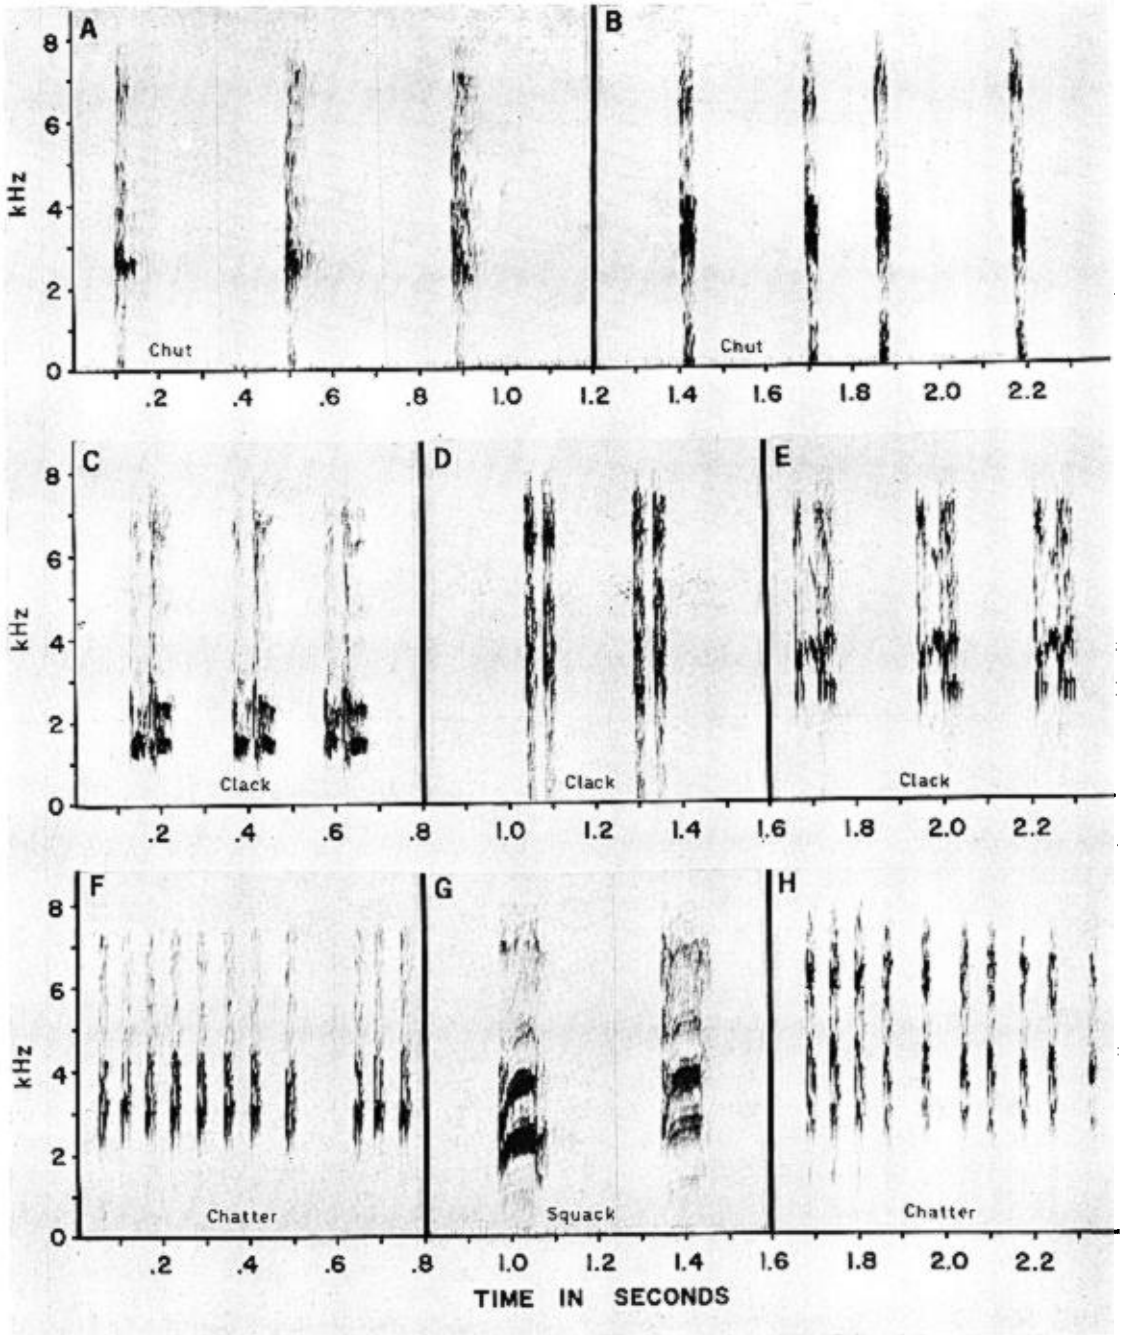 A B
8
6
kHz
4
2
Chut Chut
0
.2 .4 .6 .8 1.0 1.2 1.4 1.6 1.8 2.0 2.2
C D E
8
6
kHz
4
2
Clack Clack Clack
0
.2 .4 .6 .8 1.0 1.2 1.4 1.6 1.8 2.0 2.2
F G H
8
6
kHz
4
2
Chatter Squack Chatter
0
.2 .4 .6 .8 1.0 1.2 1.4 1.6 1.8 2.0 2.2
TIME IN SECONDS